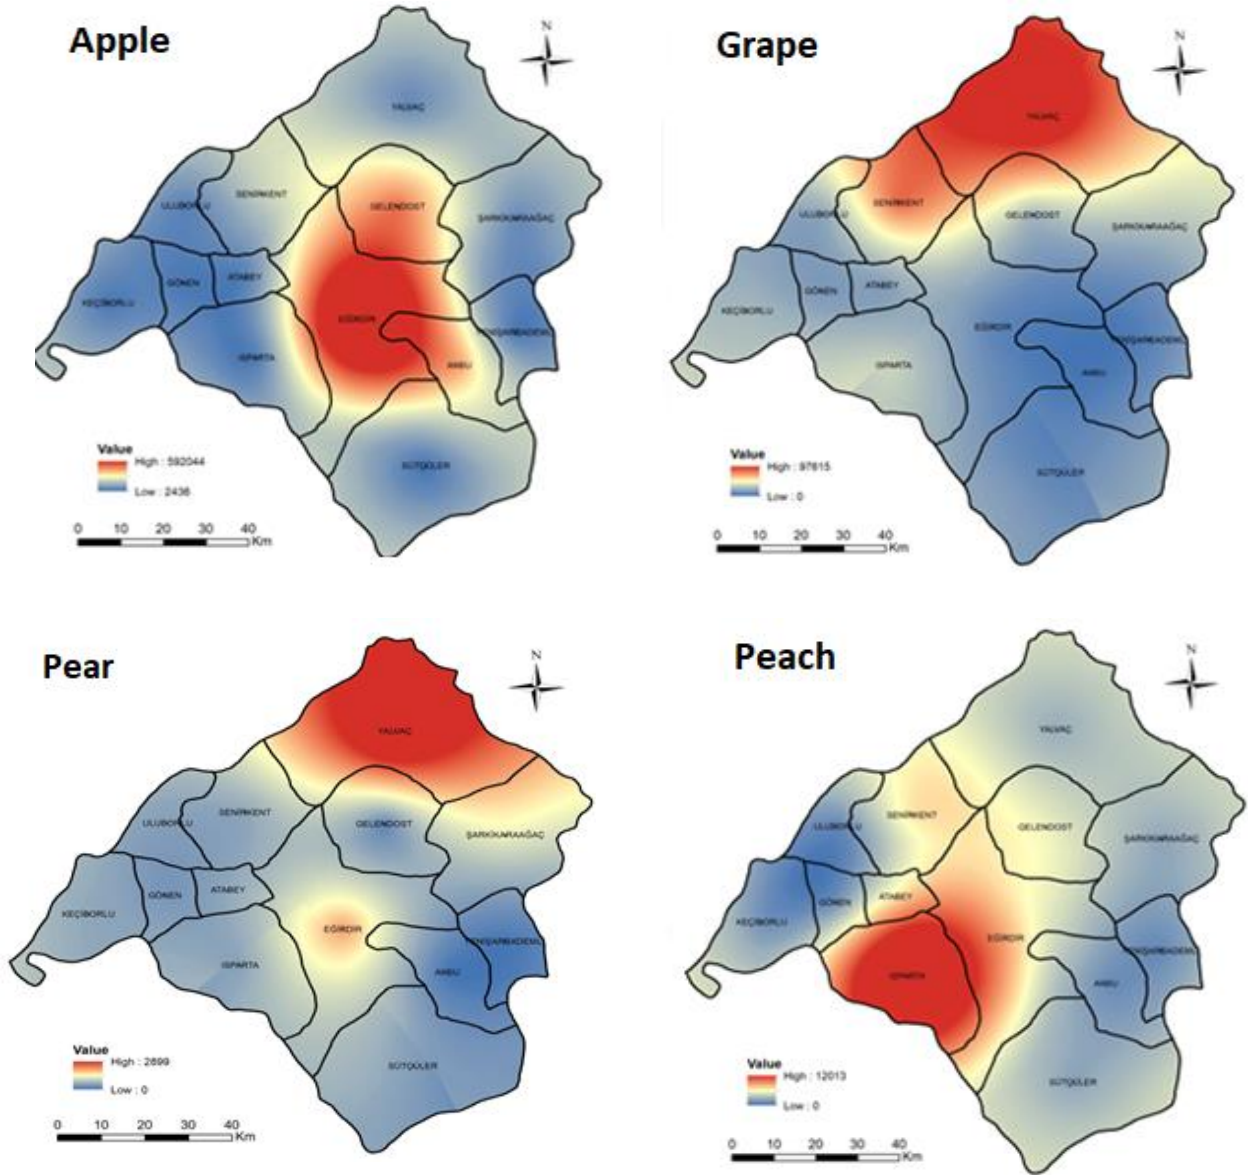 Apple
N
YALVAÇ
SENİRKENT
GELENDOST
ULUBORLU
ŞARKİKARAAĞAÇ
ATABEY
GÖNEN
KEÇİBORLU
EĞİRDİR
ISPARTA
AKSU
SÜTÇÜLER
Value
High : 592044
Low : 2436
0 10 20 30 40
Km
Grape
N
YALVAÇ
SENİRKENT
ULUBORLU
GELENDOST
ŞARKİKARAAĞAÇ
ATABEY
GÖNEN
KEÇİBORLU
EĞİRDİR
ISPARTA
AKSU
SÜTÇÜLER
Value
High : 97615
Low : 0
0 10 20 30 40
Km
Pear
N
YALVAÇ
SENİRKENT
ULUBORLU
GELENDOST
ŞARKİKARAAĞAÇ
ATABEY
GÖNEN
KEÇİBORLU
EĞİRDİR
ISPARTA
AKSU
SÜTÇÜLER
Value
High : 2899
Low : 0
0 10 20 30 40
Km
Peach
N
YALVAÇ
SENİRKENT
ULUBORLU
GELENDOST
ŞARKİKARAAĞAÇ
ATABEY
GÖNEN
KEÇİBORLU
EĞİRDİR
ISPARTA
AKSU
SÜTÇÜLER
Value
High : 12013
Low : 0
0 10 20 30 40
Km